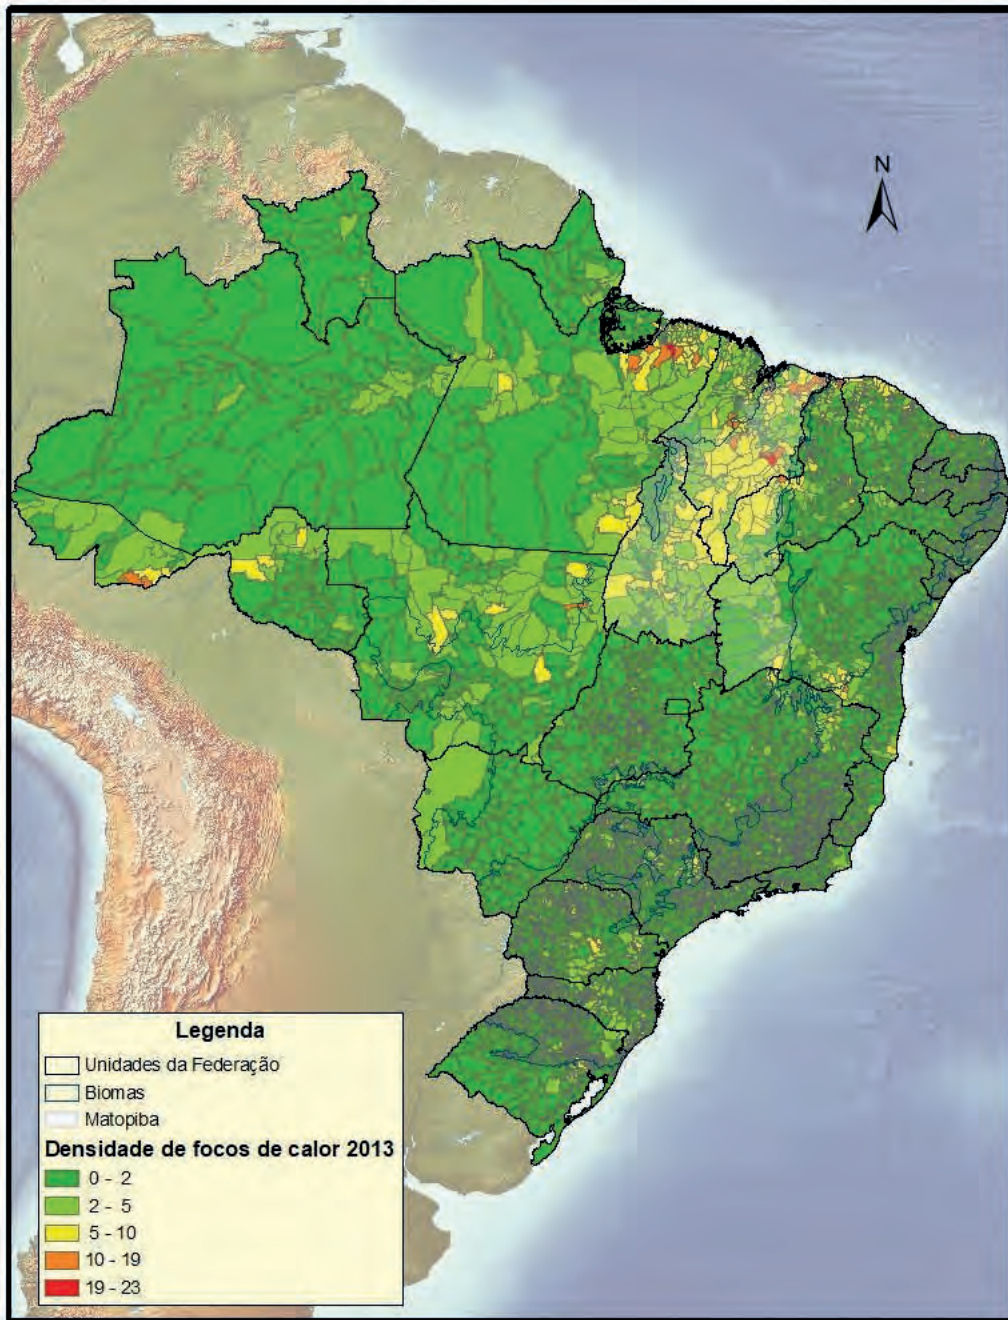 N
Legenda
Unidades da Federação
Biomas
Matopiba
Densidade de focos de calor 2013
0 - 2
2 - 5
5 - 10
10 - 19
19 - 23